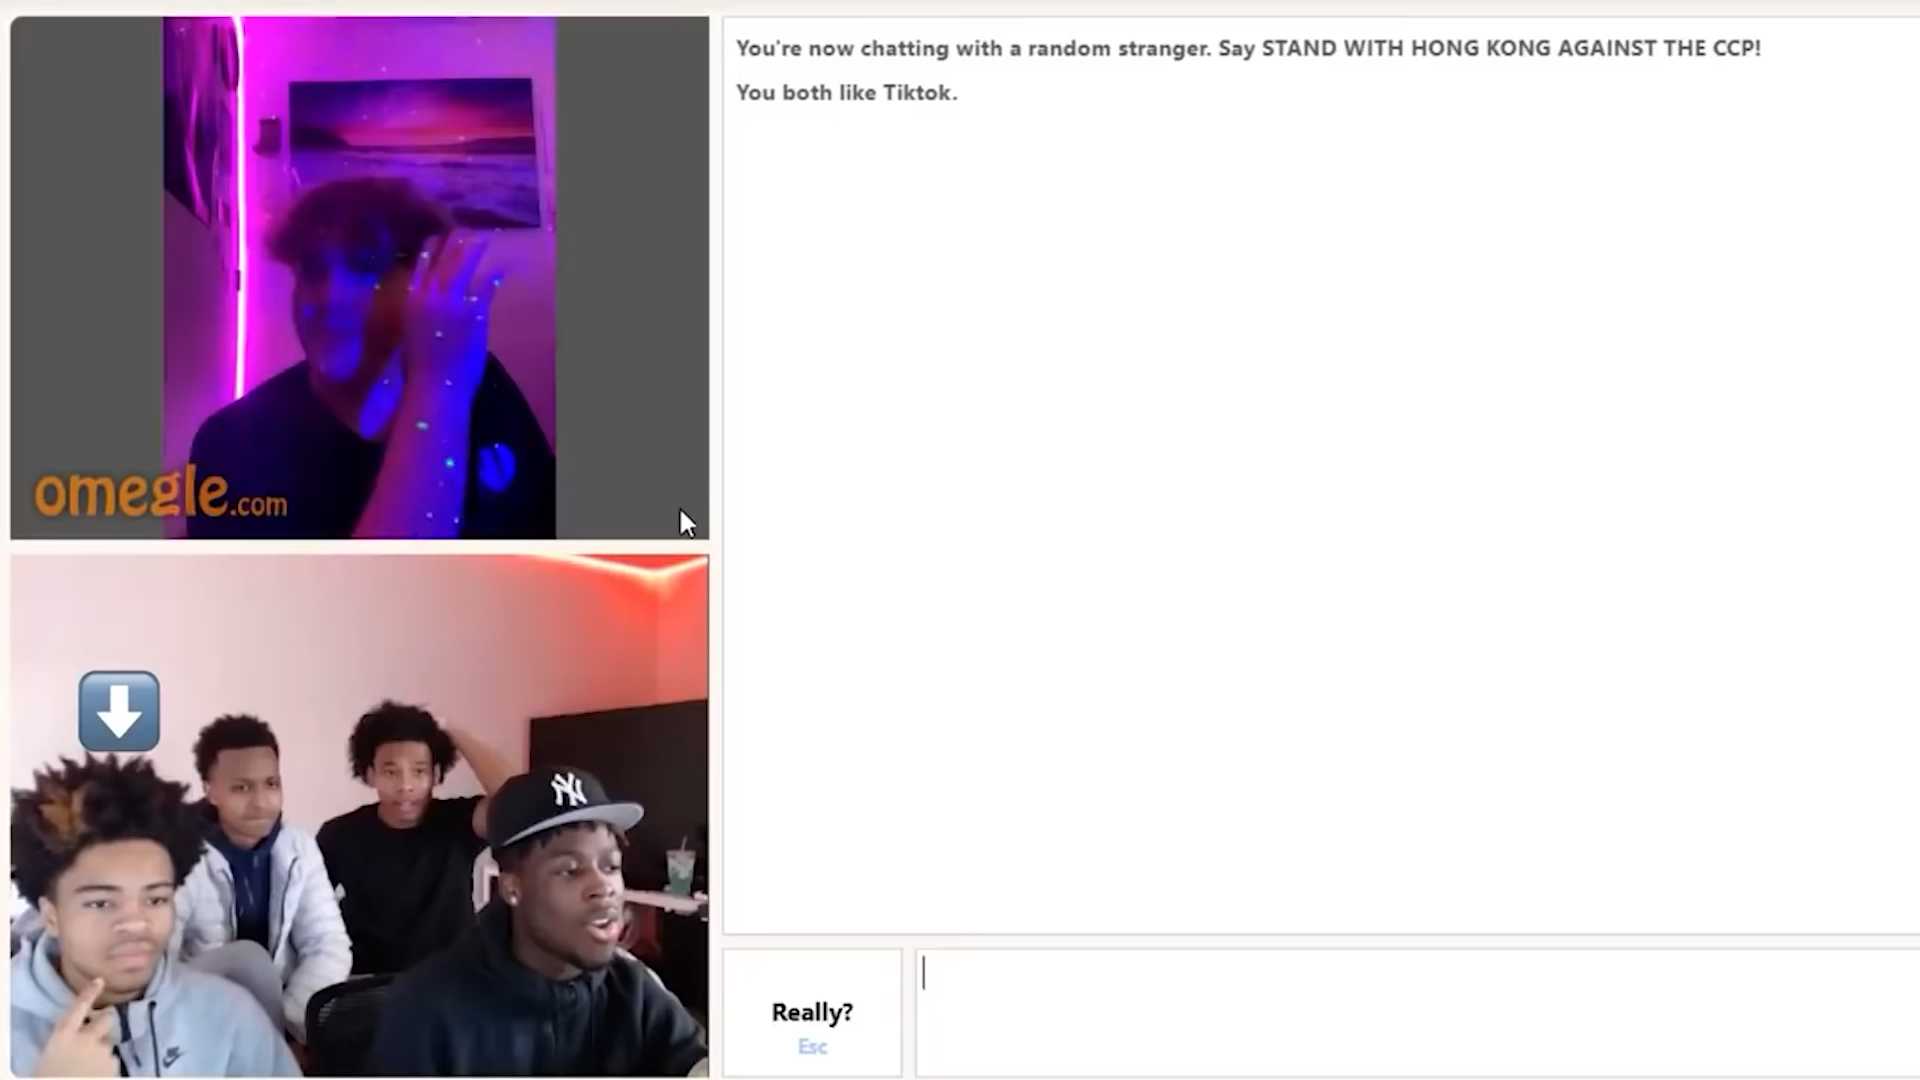 You're now chatting with a random stranger. Say STAND WITH HONG KONG AGAINST THE CCP!
You both like Tiktok.
omegle.com
NY
Really?
Esc